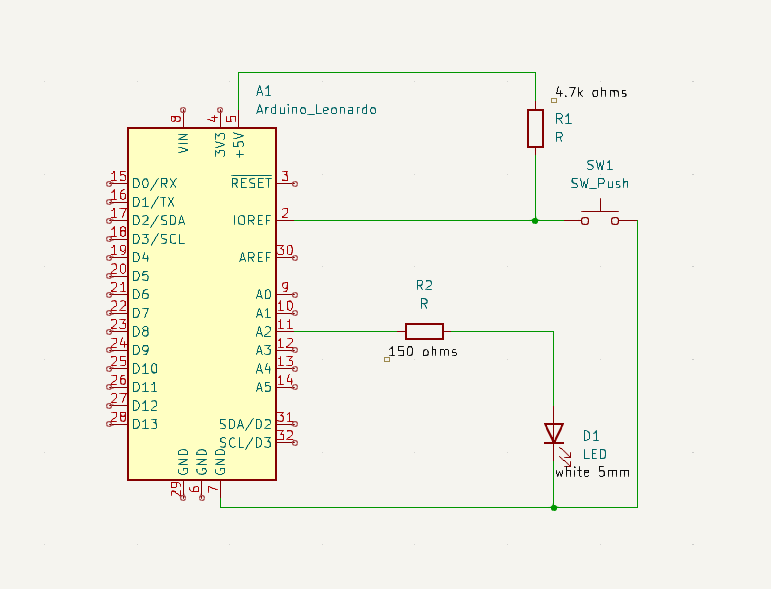 A1
Arduino_Leonardo
4.7k ohms
R1
R
SW1
SW_Push
8
4
5
VIN
3V3
+5V
15 D0/RX
16 D1/TX
17 D2/SDA
18 D3/SCL
19 D4
20 D5
21 D6
22 D7
23 D8
24 D9
25 D10
26 D11
27 D12
28 D13
RESET 3
IOREF 2
AREF 30
A0 9
A1 10
A2 11
A3 12
A4 13
A5 14
SDA/D2 31
SCL/D3 32
GND
GND
GND
29
6
7
R2
R
150 ohms
D1
LED
white 5mm